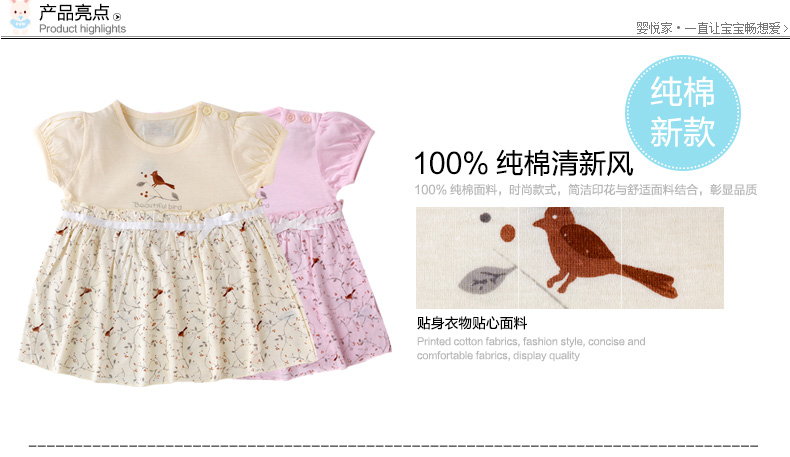 产品亮点
Product highlights
婴悦家•一直让宝宝畅想爱
纯棉
新款
100% 纯棉清新风
100% 纯棉面料，时尚款式，简洁印花与舒适面料结合，彰显品质
Beautiful bird
贴身衣物贴心面料
Printed cotton fabrics, fashion style, concise and
comfortable fabrics, display quality